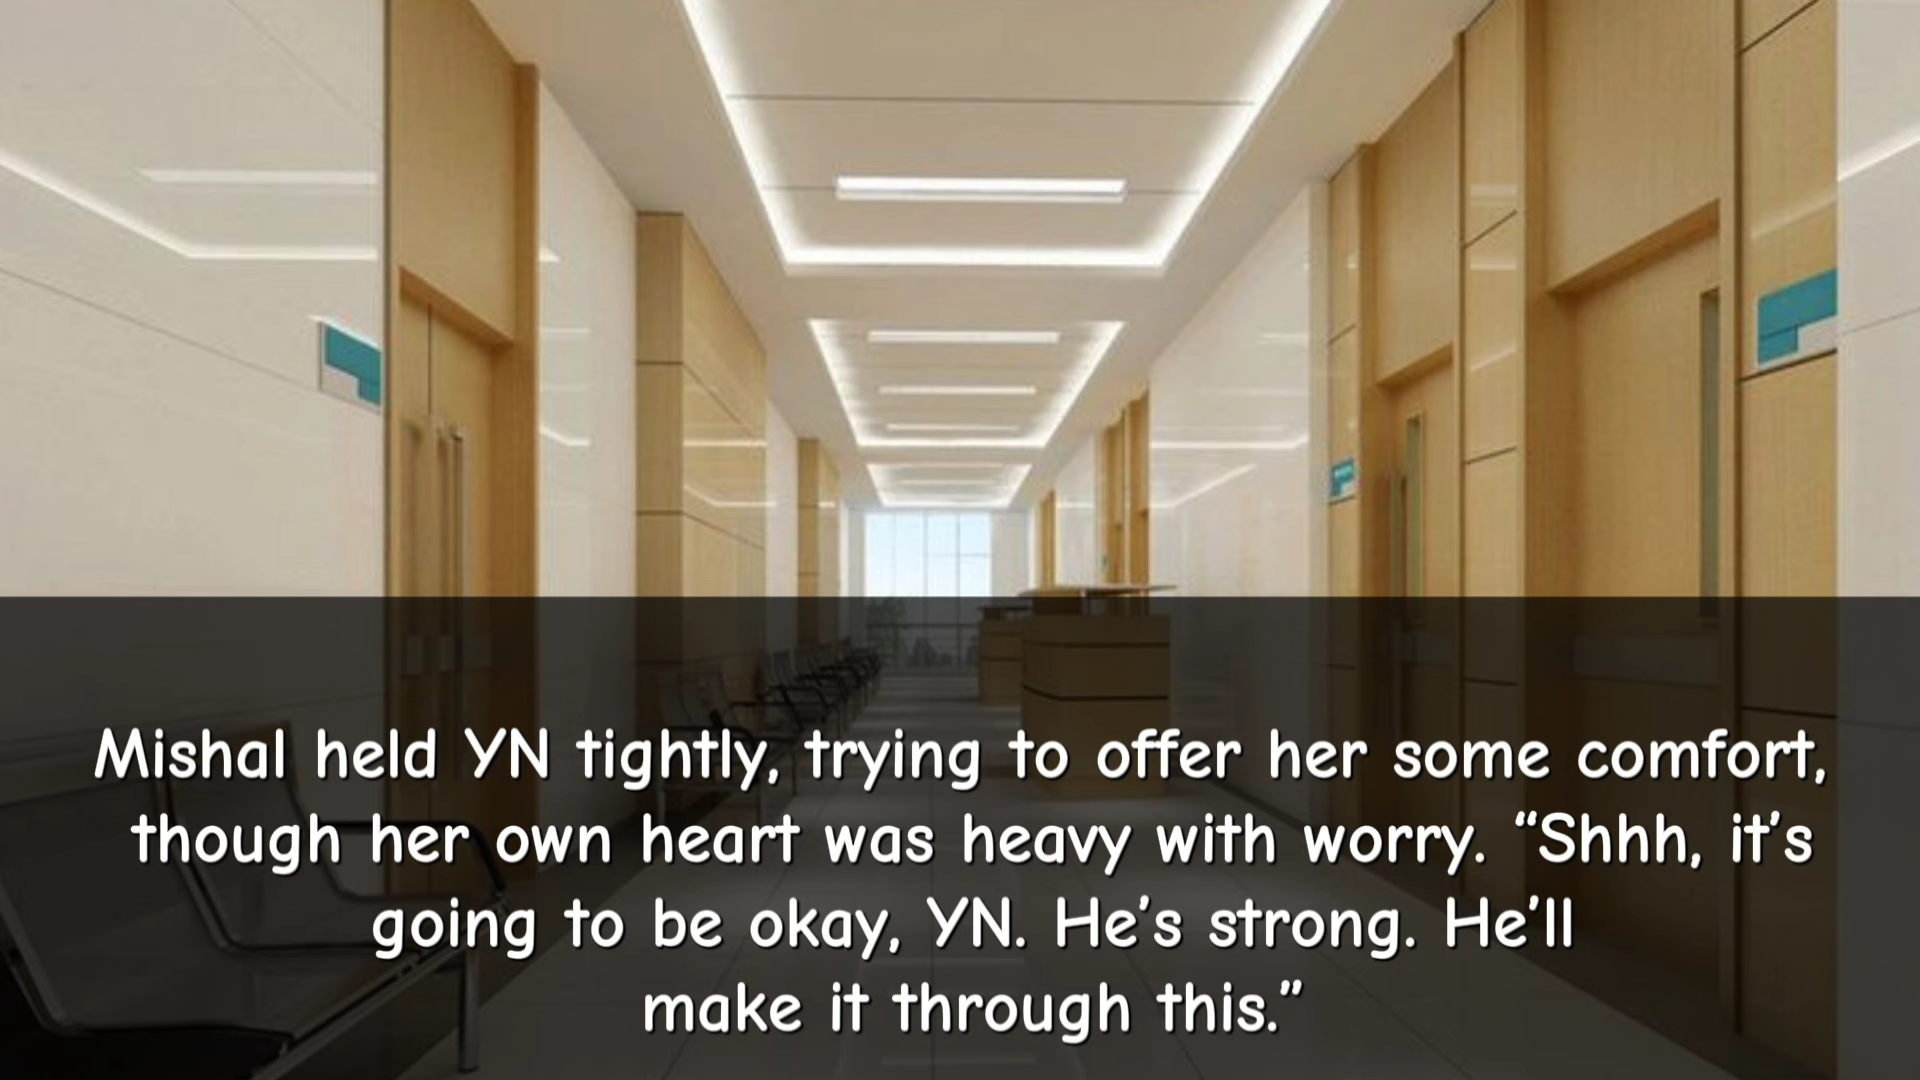 Mishal held YN tightly, trying to offer her some comfort,
though her own heart was heavy with worry. “Shhh, it’s
going to be okay, YN. He’s strong. He’ll
make it through this.”